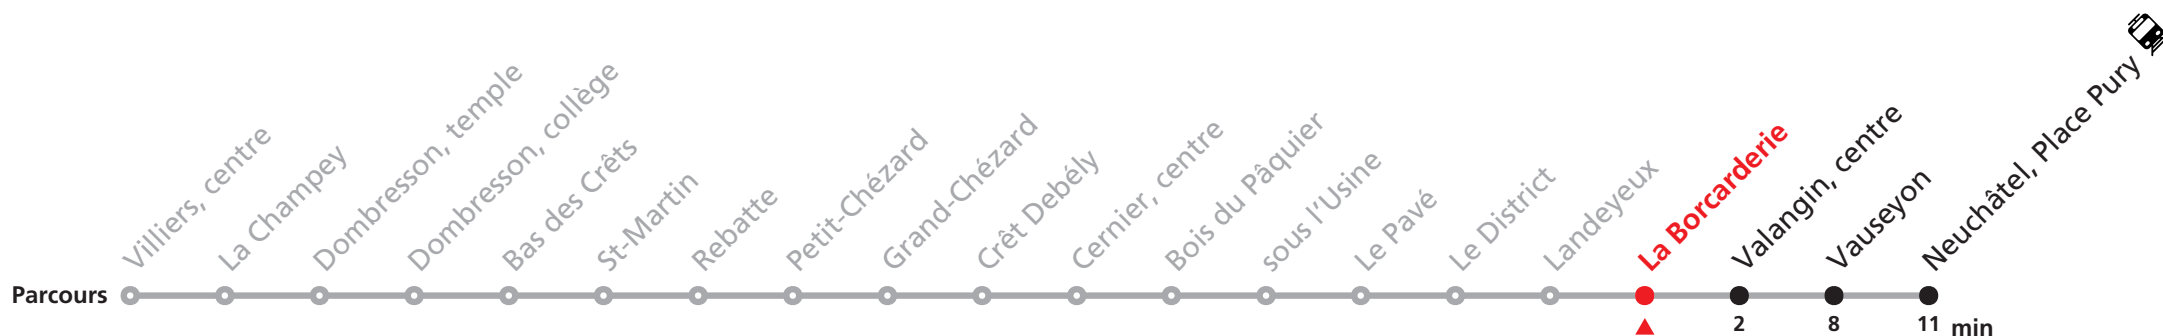 Villiers, centre
La Champey
Dombresson, temple
Dombresson, collège
Bas des Crêts
St-Martin
Rebatte
Petit-Chézard
Grand-Chézard
Crêt Debély
Cernier, centre
Bois du Pâquier
sous l'Usine
Le Pavé
Le District
Landeyeux
La Borcarderie
Valangin, centre
Vauseyon
Neuchâtel, Place Pury
Parcours
2 8 11 min